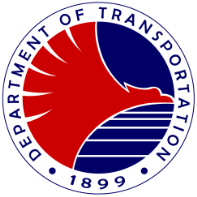 DEPARTMENT OF TRANSPORTATION
• 1899 •